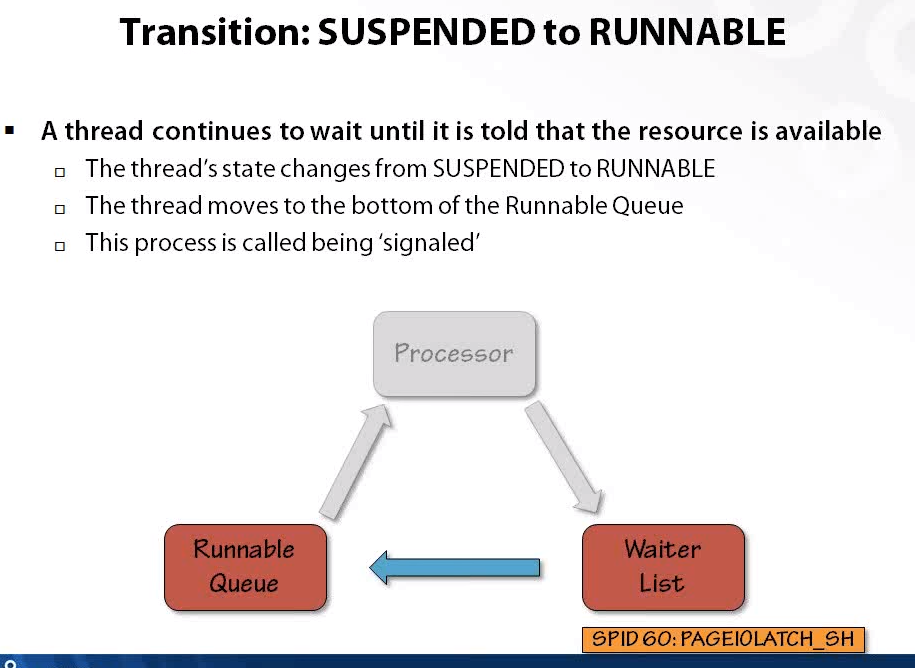 Transition: SUSPENDED to RUNNABLE
A thread continues to wait until it is told that the resource is available
The thread's state changes from SUSPENDED to RUNNABLE
The thread moves to the bottom of the Runnable Queue
This process is called being ‘signaled’
Processor
Runnable
Queue
Waiter
List
SPID 60: PAGEIOLATCH_SH